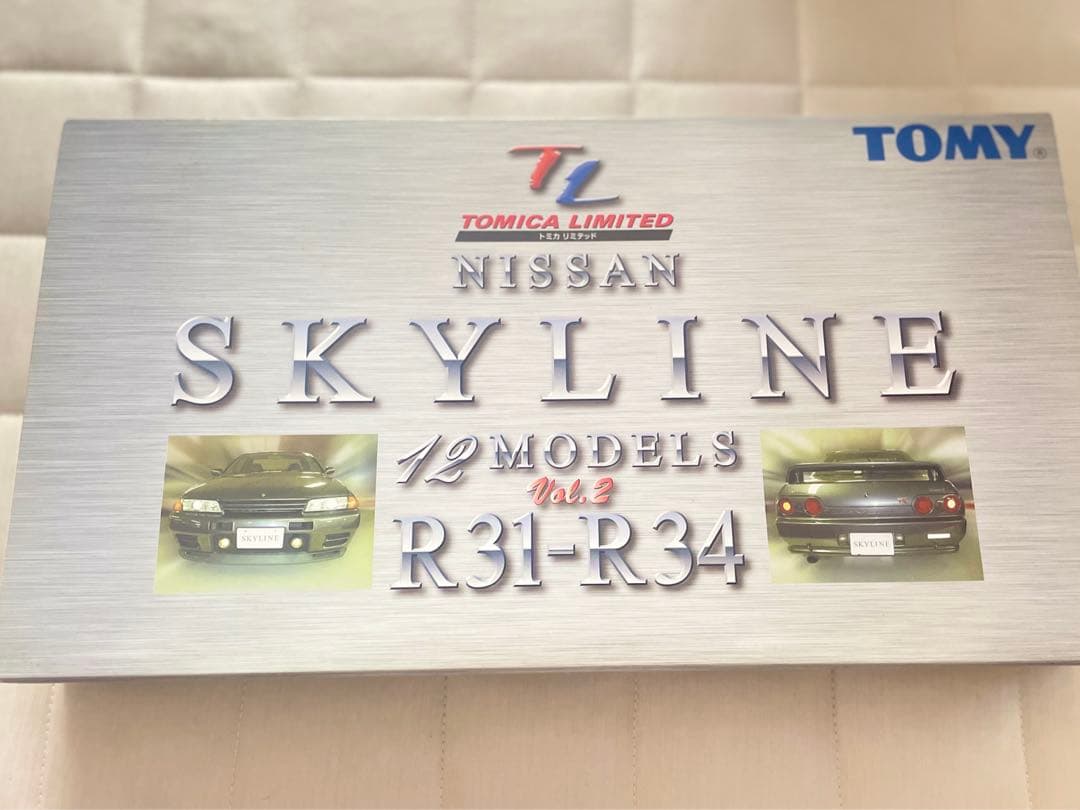 TOMY®
TL
TOMICA LIMITED
トミカ リミテッド
NISSAN
SKYLINE
12 MODELS
Vol.2
R31-R34
SKYLINE
SKYLINE